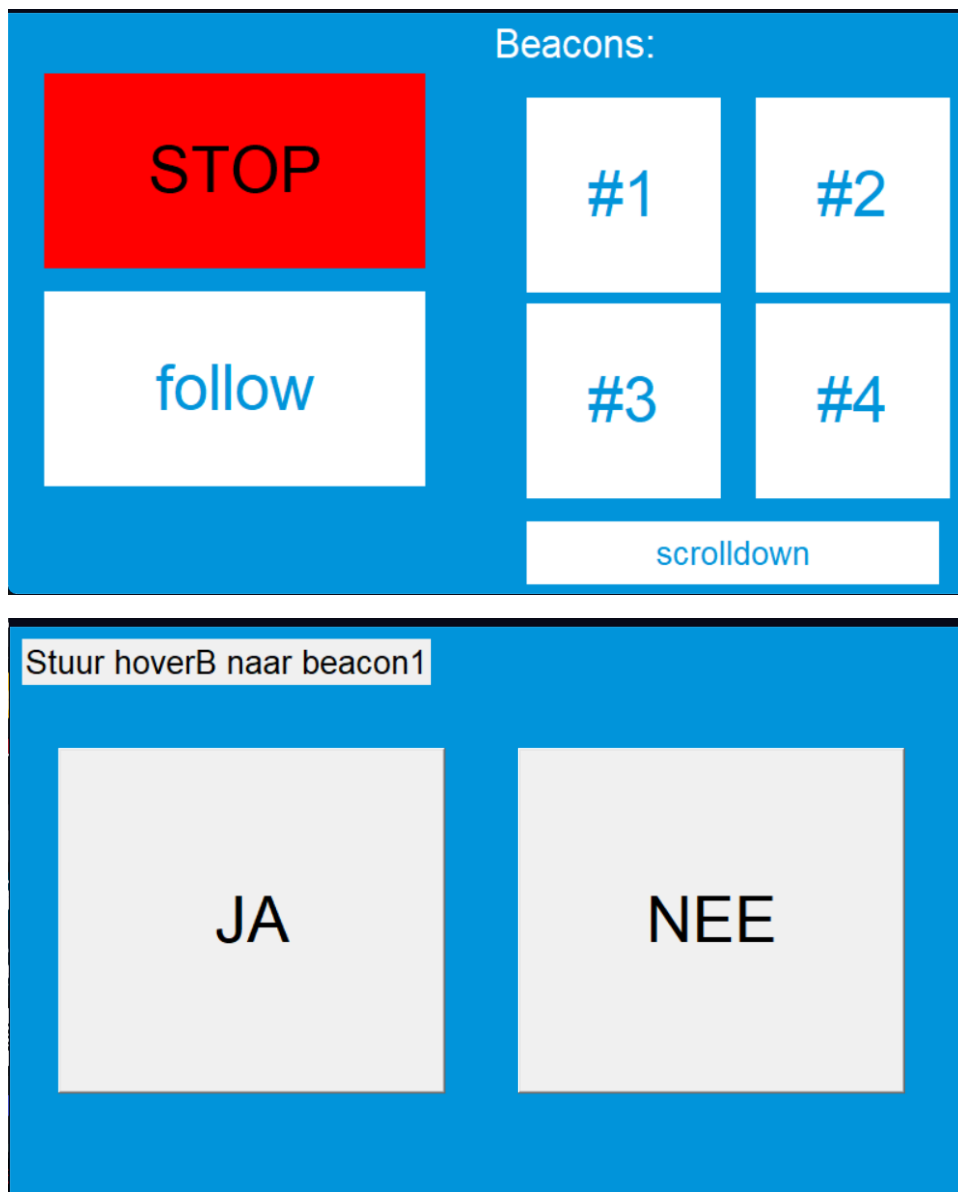 Beacons:
STOP
#1
#2
follow
#3
#4
scrolldown
Stuur hoverB naar beacon1
JA
NEE